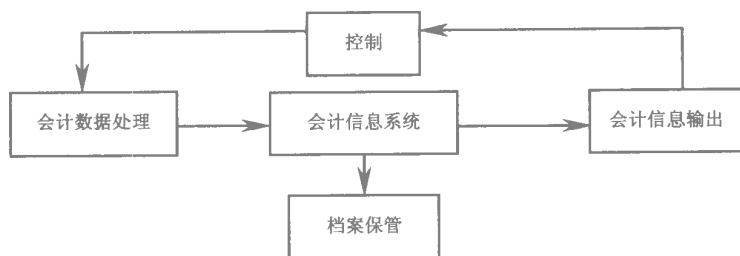 控制
会计数据处理
会计信息系统
会计信息输出
档案保管